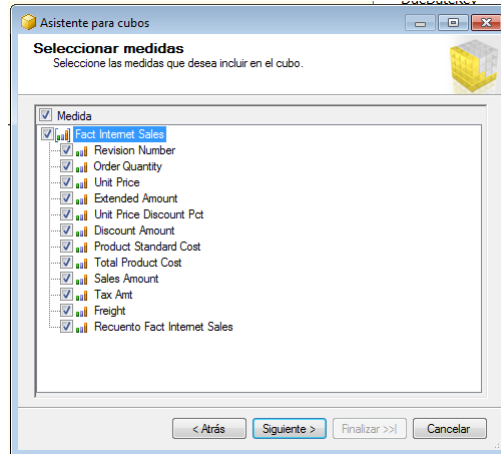 DueDateKey
Asistente para cubos
Seleccionar medidas
Seleccione las medidas que desea incluir en el cubo.
Medida
Fact Internet Sales
Revision Number
Order Quantity
Unit Price
Extended Amount
Unit Price Discount Pct
Discount Amount
Product Standard Cost
Total Product Cost
Sales Amount
Tax Amt
Freight
Recuento Fact Internet Sales
< Atrás
Siguiente >
Finalizar >>|
Cancelar